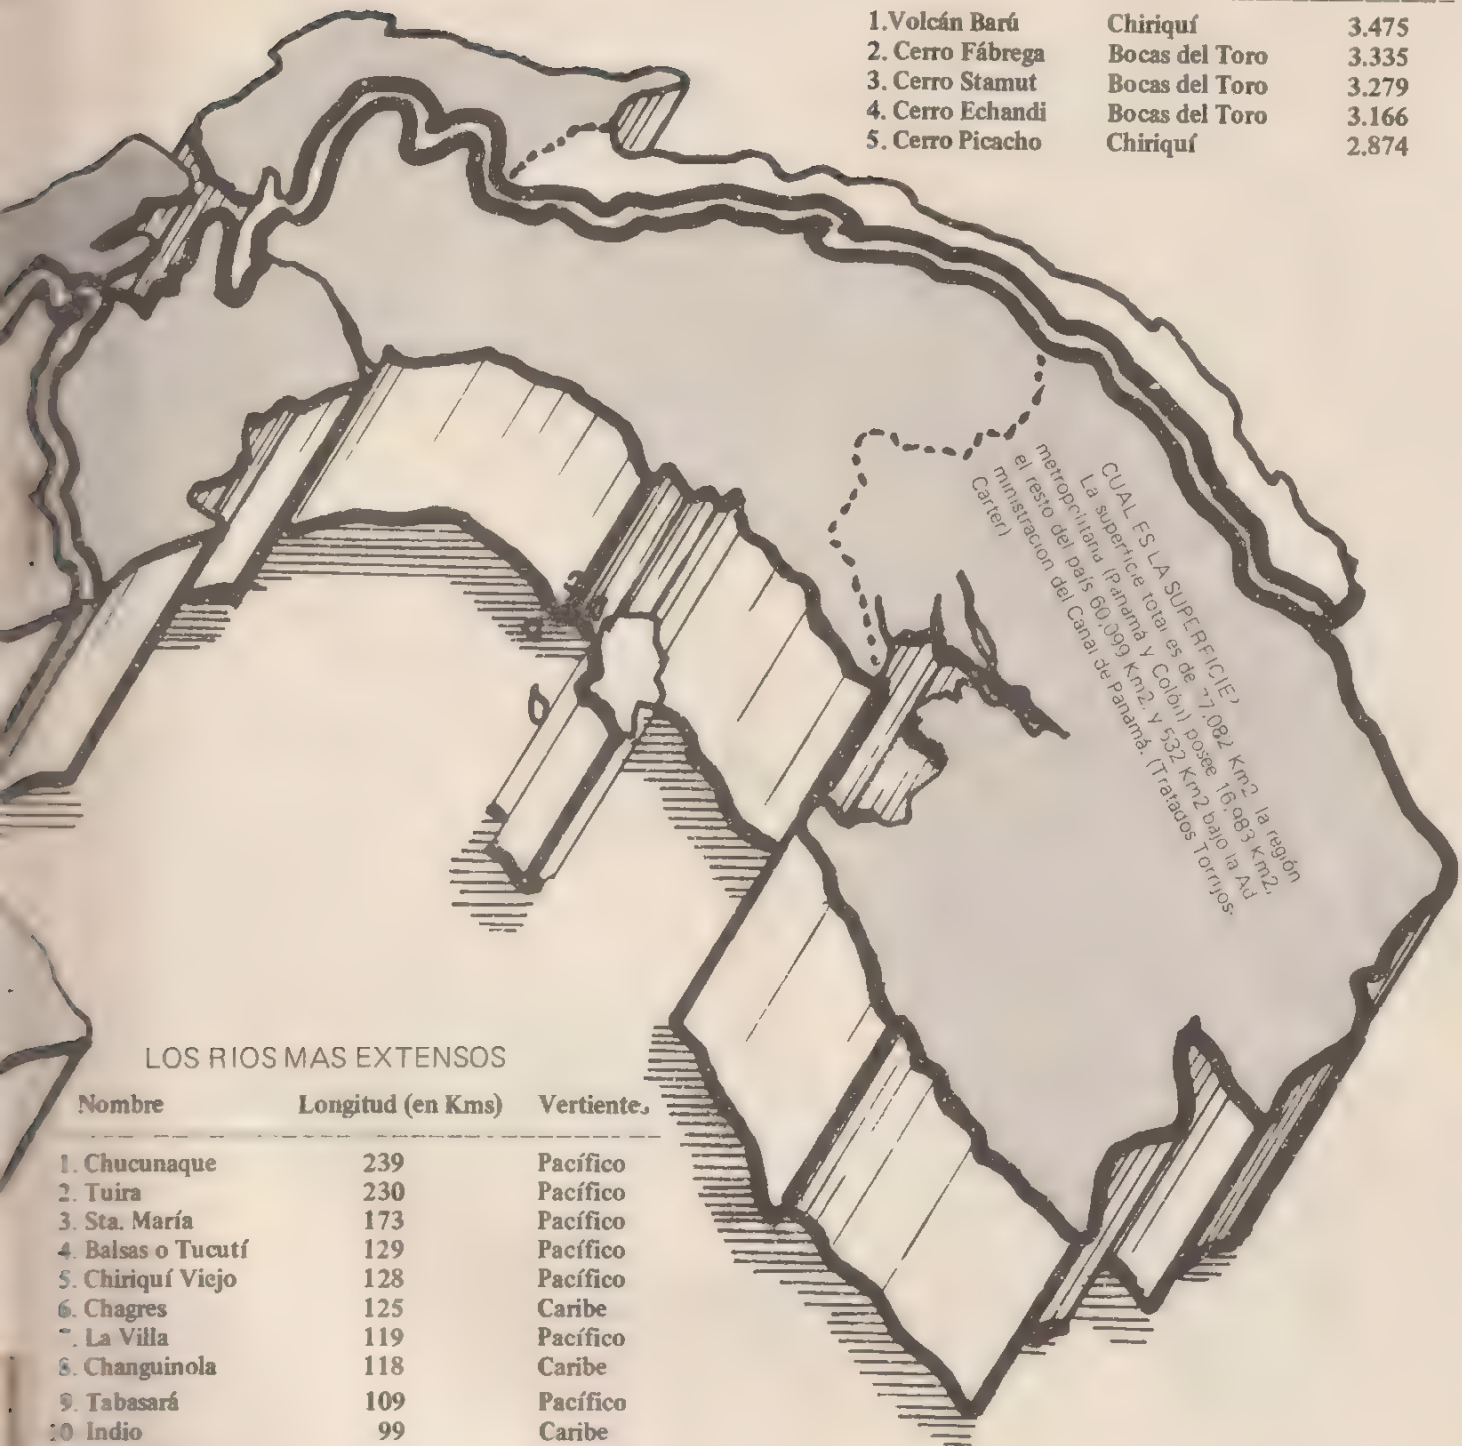 1.Volcán Barú Chiriquí 3.475
2. Cerro Fábrega Bocas del Toro 3.335
3. Cerro Stamut Bocas del Toro 3.279
4. Cerro Echandi Bocas del Toro 3.166
5. Cerro Picacho Chiriquí 2.874
CUAL ES LA SUPERFICIE?
La superficie total es de 77,082 Km2 la región
metropolitana (Panamá y Colón) posee 16,983 Km2,
el resto del país 60,099 Km2. y 532 Km2 bajo la Ad
ministracion del Canal de Panamá. (Tratados Torrijos-
Carter)
LOS RIOS MAS EXTENSOS
Nombre Longitud (en Kms) Vertiente.
1. Chucunaque 239 Pacífico
2. Tuira 230 Pacífico
3. Sta. María 173 Pacífico
4. Balsas o Tucutí 129 Pacífico
5. Chiriquí Viejo 128 Pacífico
6. Chagres 125 Caribe
7. La Villa 119 Pacífico
8. Changuinola 118 Caribe
9. Tabasará 109 Pacífico
10 Indio 99 Caribe